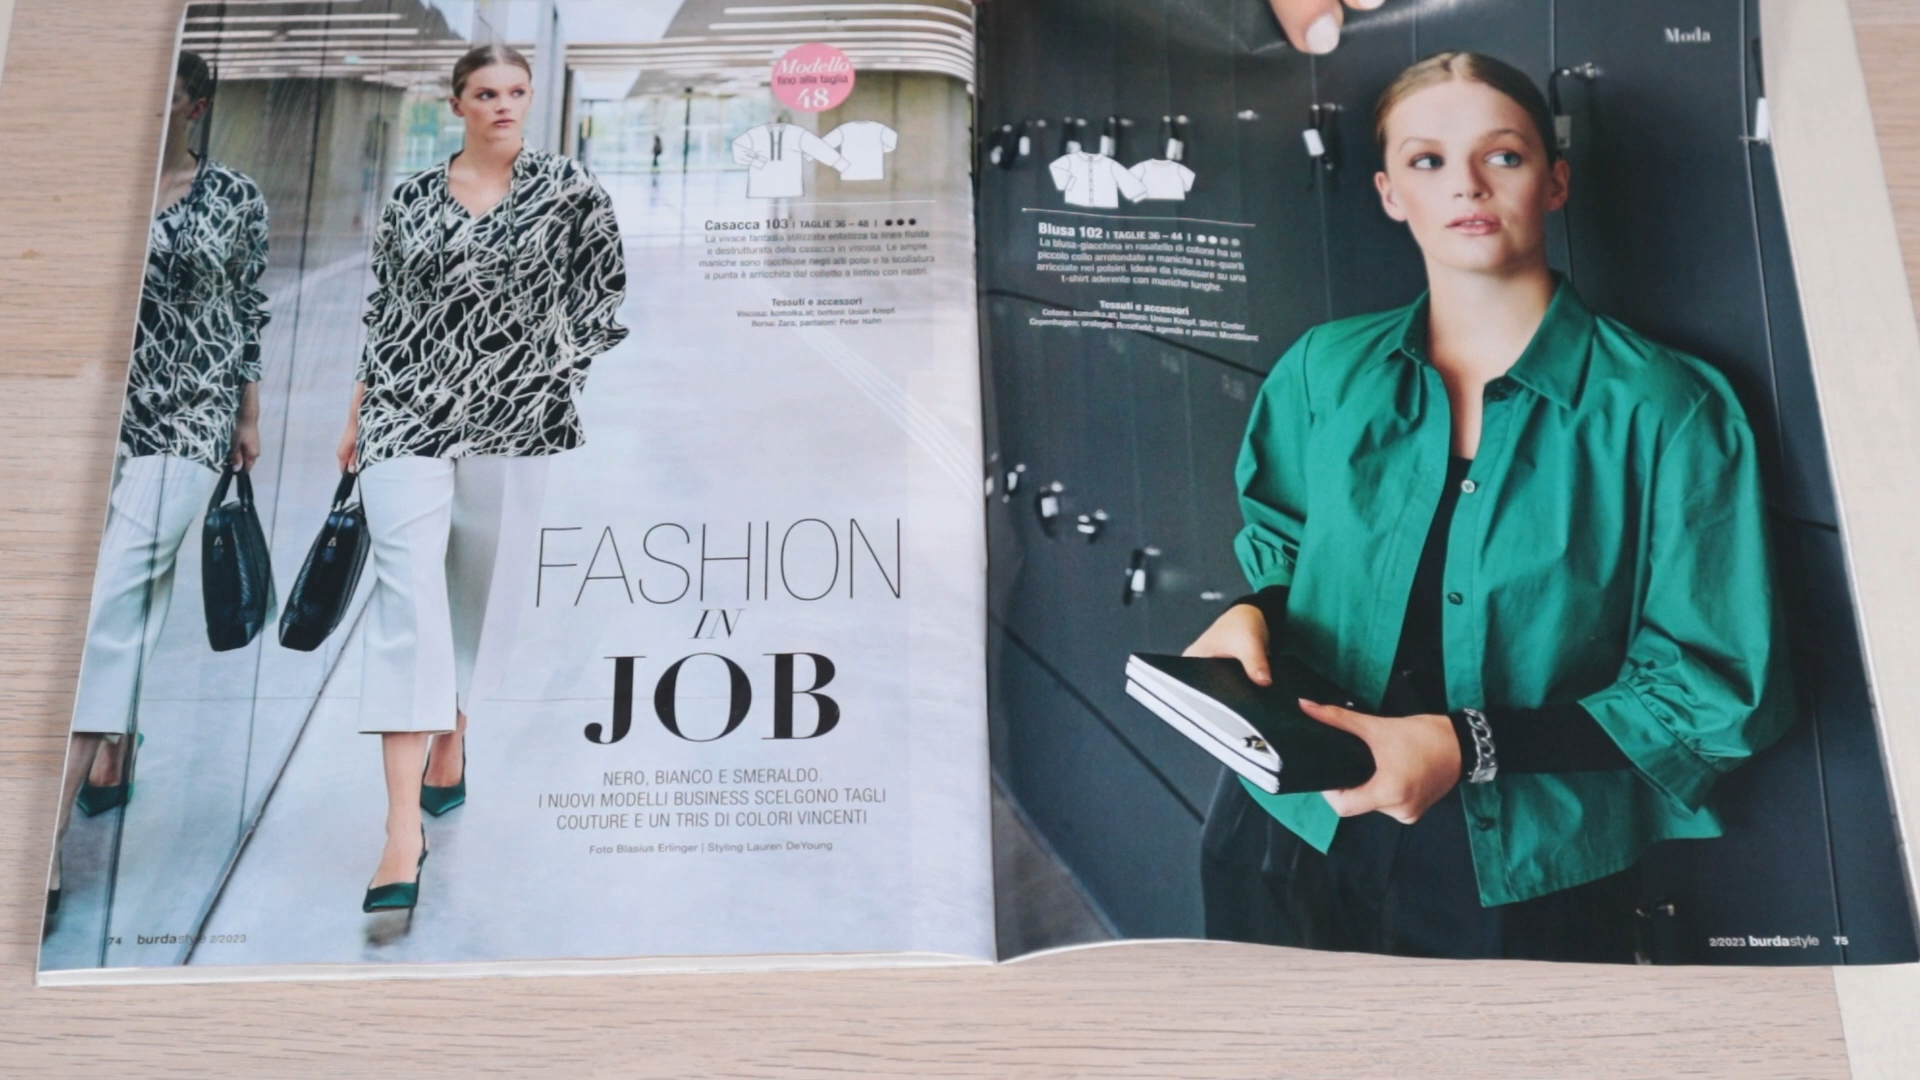 Modello
fino alla taglia
48
Casacca 103 | TAGLIE 36 – 48 | ●●●
La vivace fantasia stilizzata enfatizza la linea fluida
e destrutturata della casacca in viscosa. Le ampie
maniche sono racchiuse negli alti polsi e la scollatura
a punta è arricchita dal colletto a listino con nastri.
Tessuti e accessori
Viscosa: komolka.at; bottoni: Union Knopf.
Borsa: Zara, pantaloni: Peter Hahn
FASHION
IN
JOB
NERO, BIANCO E SMERALDO.
I NUOVI MODELLI BUSINESS SCELGONO TAGLI
COUTURE E UN TRIS DI COLORI VINCENTI
Foto Blasius Erlinger | Styling Lauren DeYoung
74 burdastyle 2/2023
Moda
Blusa 102 | TAGLIE 36 – 44 | ●●●●
La blusa-giacchina in rasatello di cotone ha un
piccolo collo arrotondato e maniche a tre-quarti
arricciate nei polsini. Ideale da indossare su una
t-shirt aderente con maniche lunghe.
Tessuti e accessori
Cotone: komolka.at; bottoni: Union Knopf. Shirt: Coster
Copenhagen; orologio: Rosefield; agenda e penna: Montblanc
2/2023 burdastyle 75